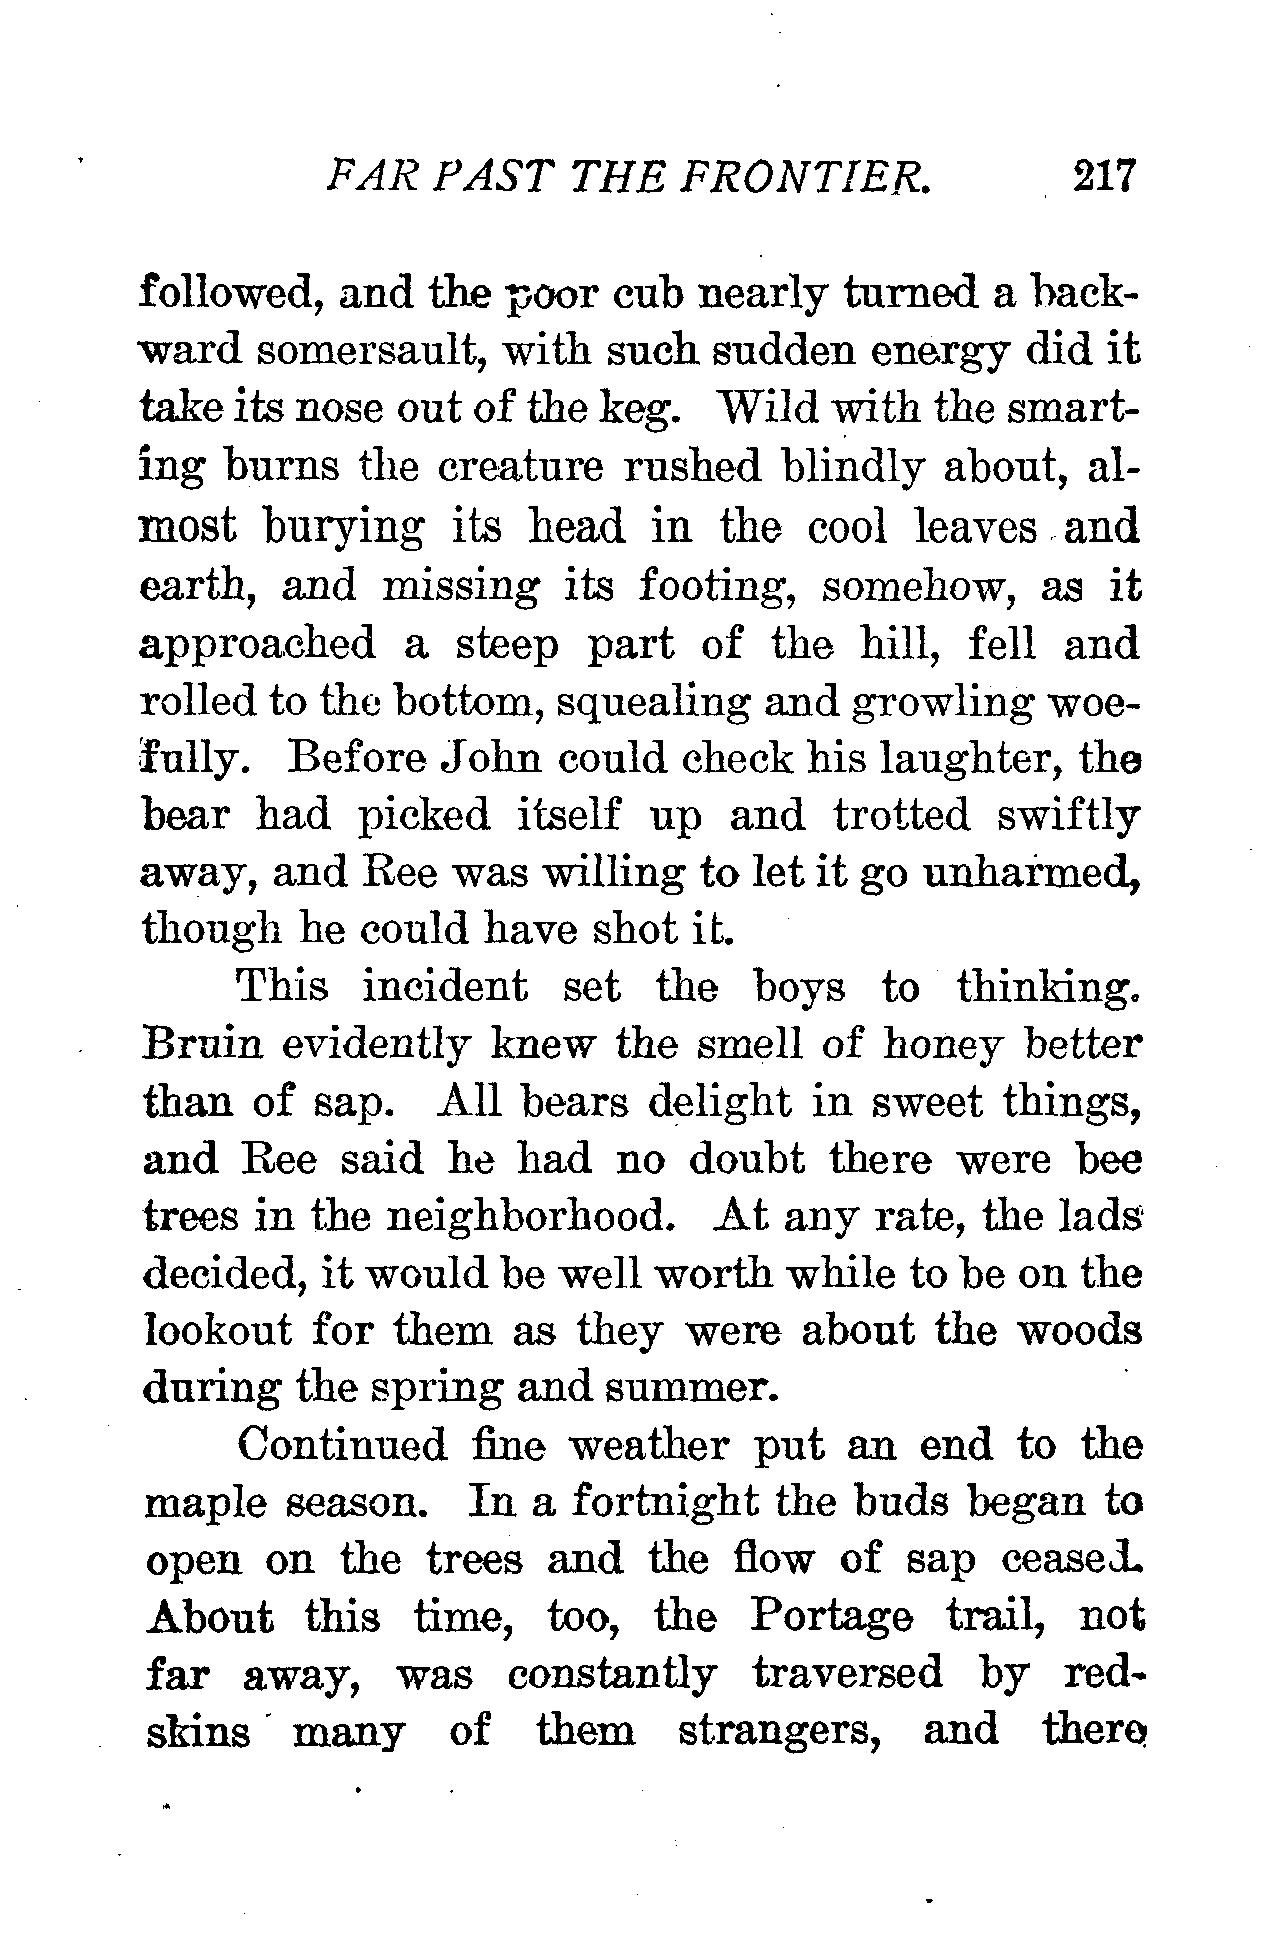 FAR PAST THE FRONTIER. 217
followed, and the poor cub nearly turned a back-
ward somersault, with such sudden energy did it
take its nose out of the keg. Wild with the smart-
ing burns the creature rushed blindly about, al-
most burying its head in the cool leaves and
earth, and missing its footing, somehow, as it
approached a steep part of the hill, fell and
rolled to the bottom, squealing and growling woe-
fully. Before John could check his laughter, the
bear had picked itself up and trotted swiftly
away, and Ree was willing to let it go unharmed,
though he could have shot it.
This incident set the boys to thinking.
Bruin evidently knew the smell of honey better
than of sap. All bears delight in sweet things,
and Ree said he had no doubt there were bee
trees in the neighborhood. At any rate, the lads
decided, it would be well worth while to be on the
lookout for them as they were about the woods
during the spring and summer.
Continued fine weather put an end to the
maple season. In a fortnight the buds began to
open on the trees and the flow of sap ceased.
About this time, too, the Portage trail, not
far away, was constantly traversed by red-
skins many of them strangers, and there